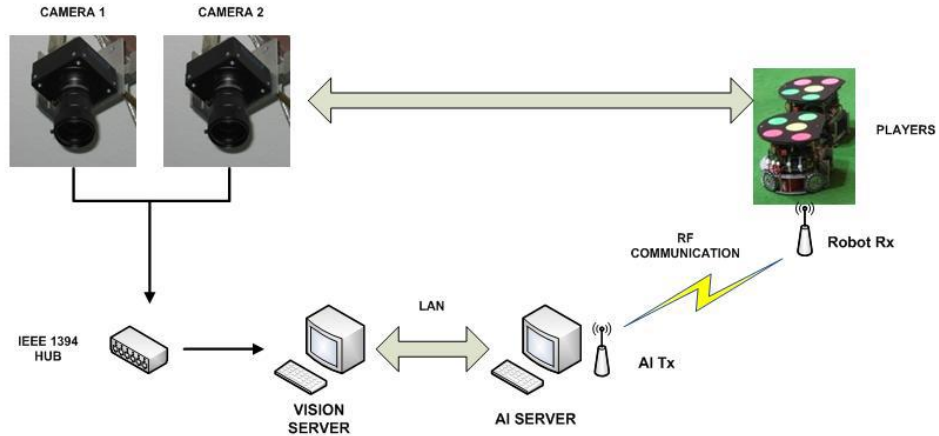 CAMERA 1
CAMERA 2
PLAYERS
Robot Rx
RF
COMMUNICATION
LAN
IEEE 1394
HUB
AI Tx
VISION
SERVER
AI SERVER